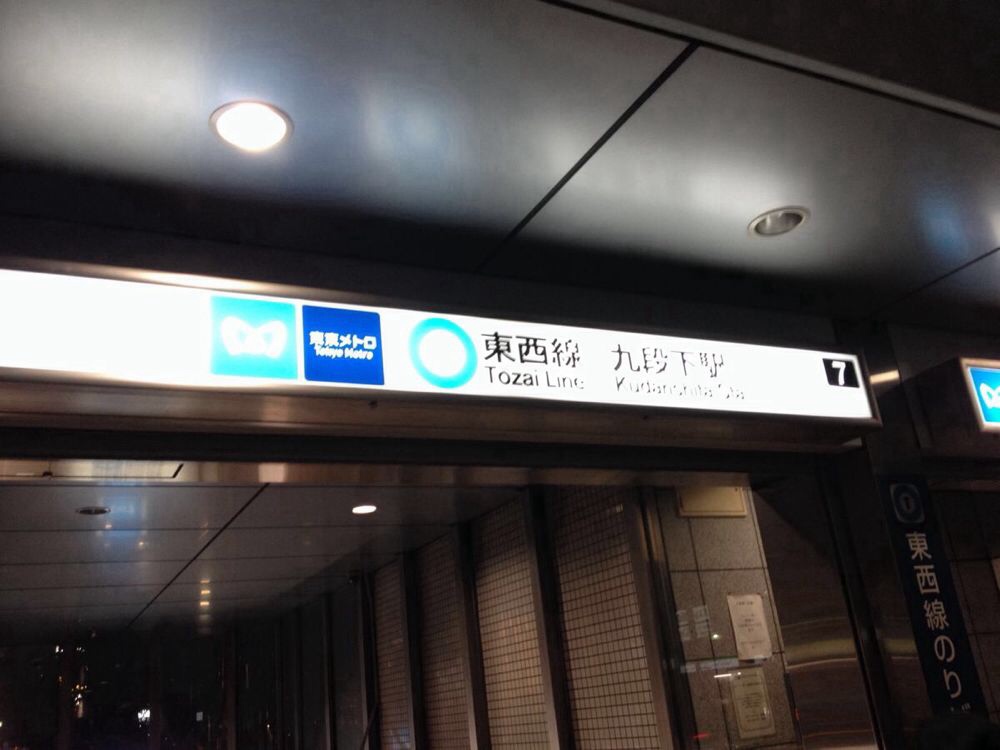 東京メトロ
Tokyo Metro
東西線 九段下駅
Tozai Line Kudanshita Sta
7
東西線のり